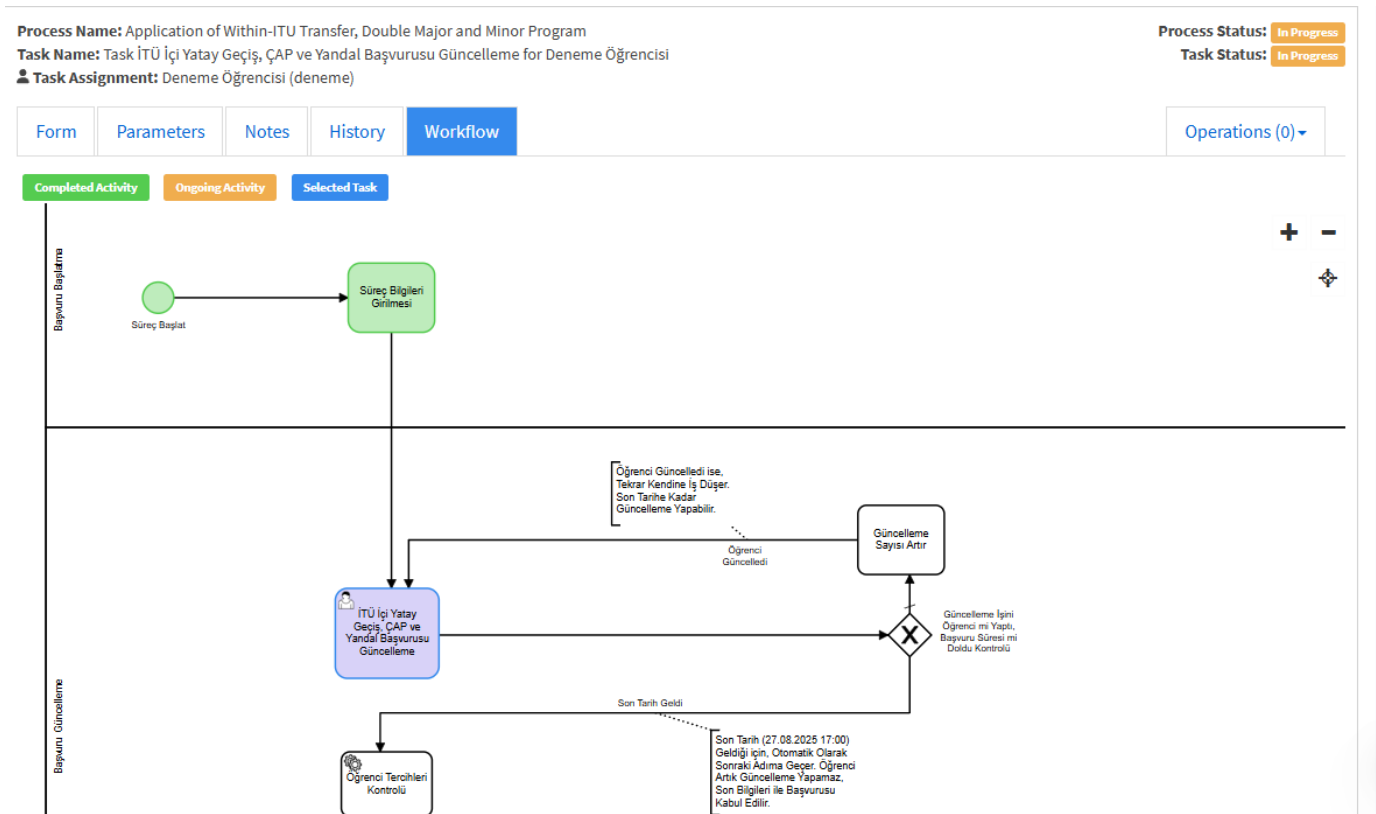 Process Name: Application of Within-ITU Transfer, Double Major and Minor Program
Process Status: In Progress
Task Name: Task İTÜ İçi Yatay Geçiş, ÇAP ve Yandal Başvurusu Güncelleme for Deneme Öğrencisi
Task Status: In Progress
Task Assignment: Deneme Öğrencisi (deneme)
Form
Parameters
Notes
History
Workflow
Operations (0)
Completed Activity
Ongoing Activity
Selected Task
Başvuru Başlatma
Süreç Başlat
Süreç Bilgileri
Girilmesi
Öğrenci Güncelledi ise,
Tekrar Kendine İş Düşer.
Son Tarihe Kadar
Güncelleme Yapabilir.
Öğrenci
Güncelledi
Güncelleme
Sayısı Artır
İTÜ İçi Yatay
Geçiş, ÇAP ve
Yandal Başvurusu
Güncelleme
X
Güncelleme İşini
Öğrenci mi Yaptı,
Başvuru Süresi mi
Doldu Kontrolü
Başvuru Güncelleme
Son Tarih Geldi
Son Tarih (27.08.2025 17:00)
Geldiği için, Otomatik Olarak
Sonraki Adıma Geçer. Öğrenci
Artık Güncelleme Yapamaz,
Son Bilgileri ile Başvurusu
Kabul Edilir.
Öğrenci Tercihleri
Kontrolü